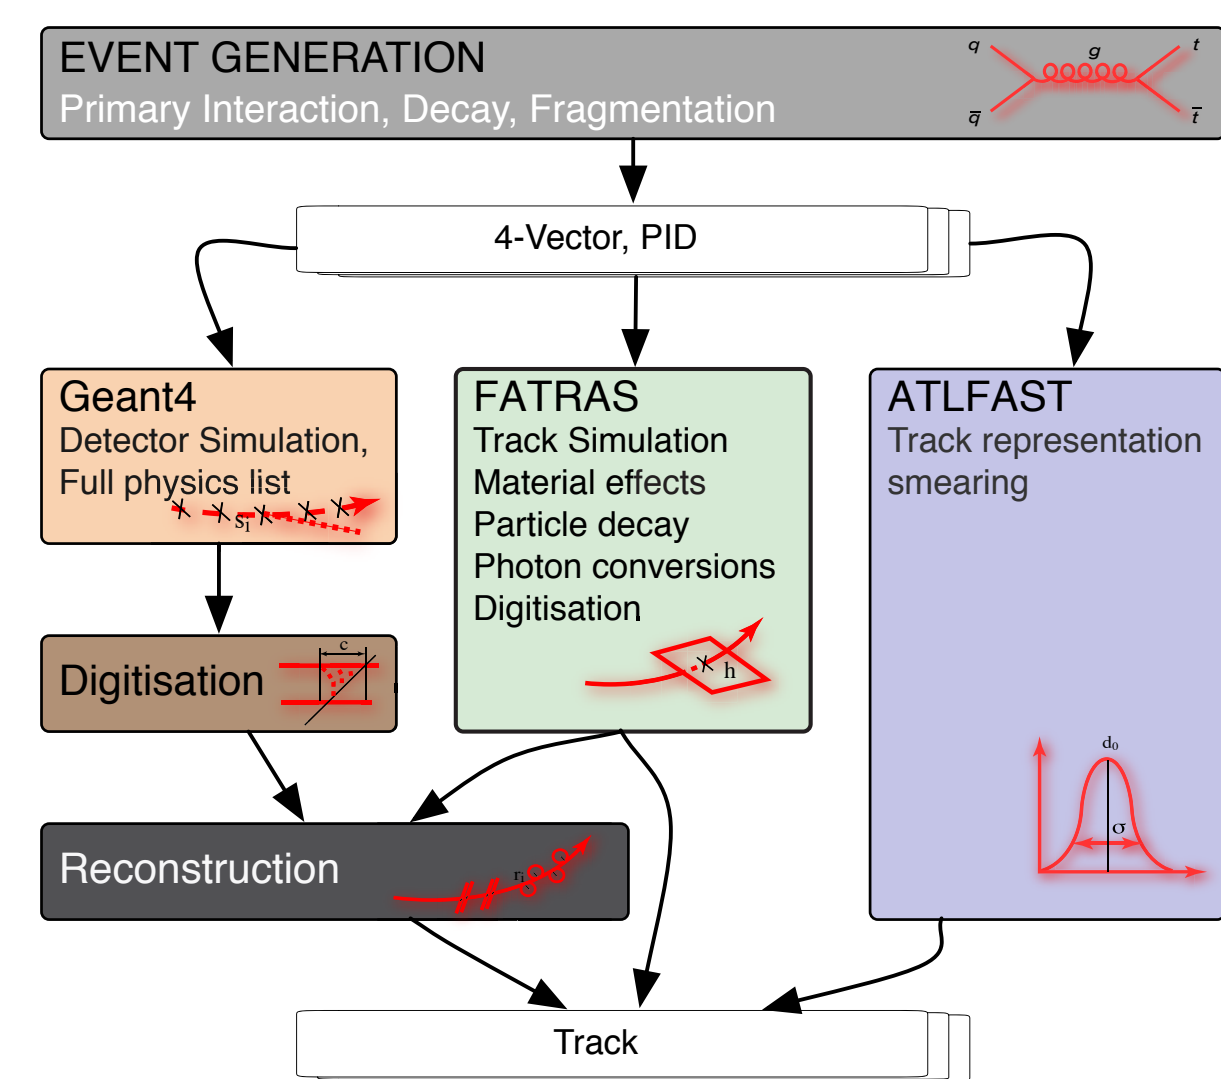 EVENT GENERATION
Primary Interaction, Decay, Fragmentation
q
g
t
q̅
t̅
4-Vector, PID
Geant4
Detector Simulation,
Full physics list
si
FATRAS
Track Simulation
Material effects
Particle decay
Photon conversions
Digitisation
h
ATLFAST
Track representation
smearing
d0
σ
Digitisation
c
Reconstruction
ri
Track